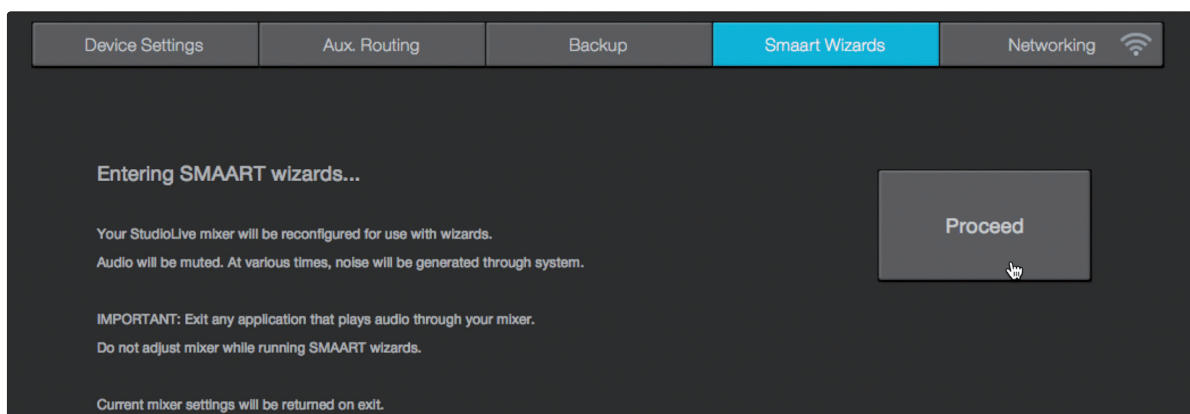 Device Settings
Aux. Routing
Backup
Smaart Wizards
Networking
Entering SMAART wizards...
Proceed
Your StudioLive mixer will be reconfigured for use with wizards.
Audio will be muted. At various times, noise will be generated through system.
IMPORTANT: Exit any application that plays audio through your mixer.
Do not adjust mixer while running SMAART wizards.
Current mixer settings will be returned on exit.